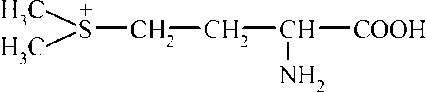 H₃C
+
S—CH₂—CH₂—CH—COOH
H₃C
NH₂